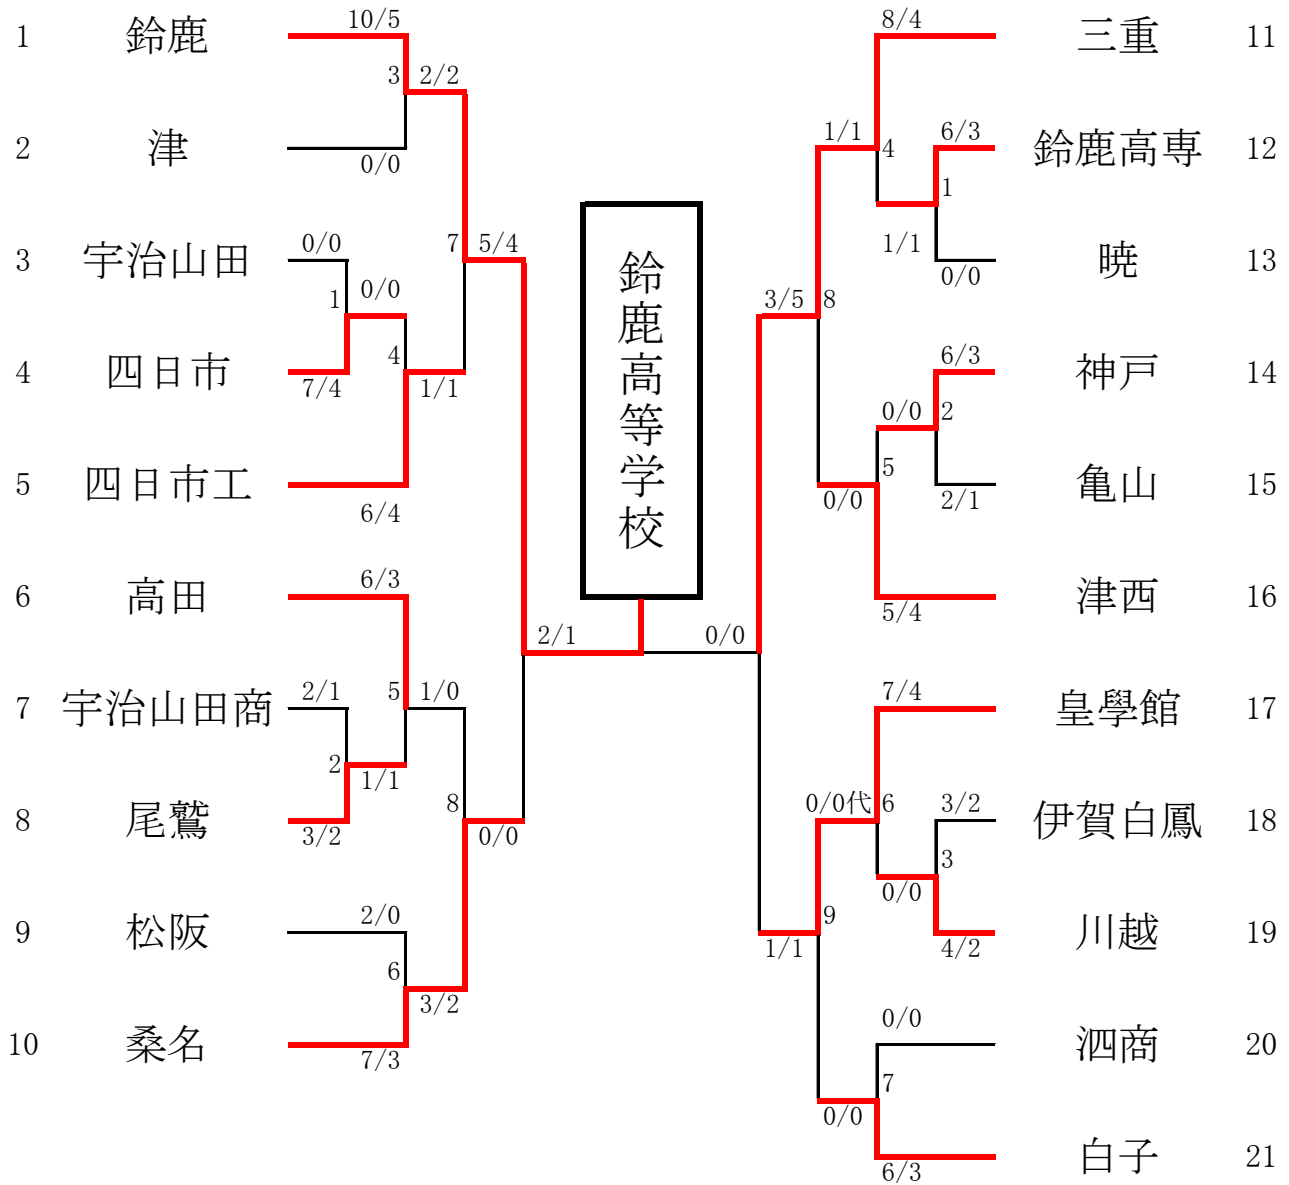 1 鈴鹿 10/5
3 2/2
2 津 0/0
3 宇治山田 0/0
7 5/4
1 0/0
4 四日市 7/4
4 1/1
5 四日市工 6/4
6 高田 6/3
7 宇治山田商 2/1
5 1/0
2 1/1
8 尾鷲 3/2
8 0/0
9 松阪 2/0
6 3/2
10 桑名 7/3
鈴鹿高等学校
2/1 0/0
8/4 三重 11
1/1 4
6/3 鈴鹿高専 12
1
1/1
0/0 暁 13
3/5 8
6/3 神戸 14
0/0 2
5
0/0
2/1 亀山 15
5/4 津西 16
7/4 皇學館 17
0/0代 6
3/2 伊賀白鳳 18
3
0/0
4/2 川越 19
1/1 9
0/0 泗商 20
7
0/0
6/3 白子 21